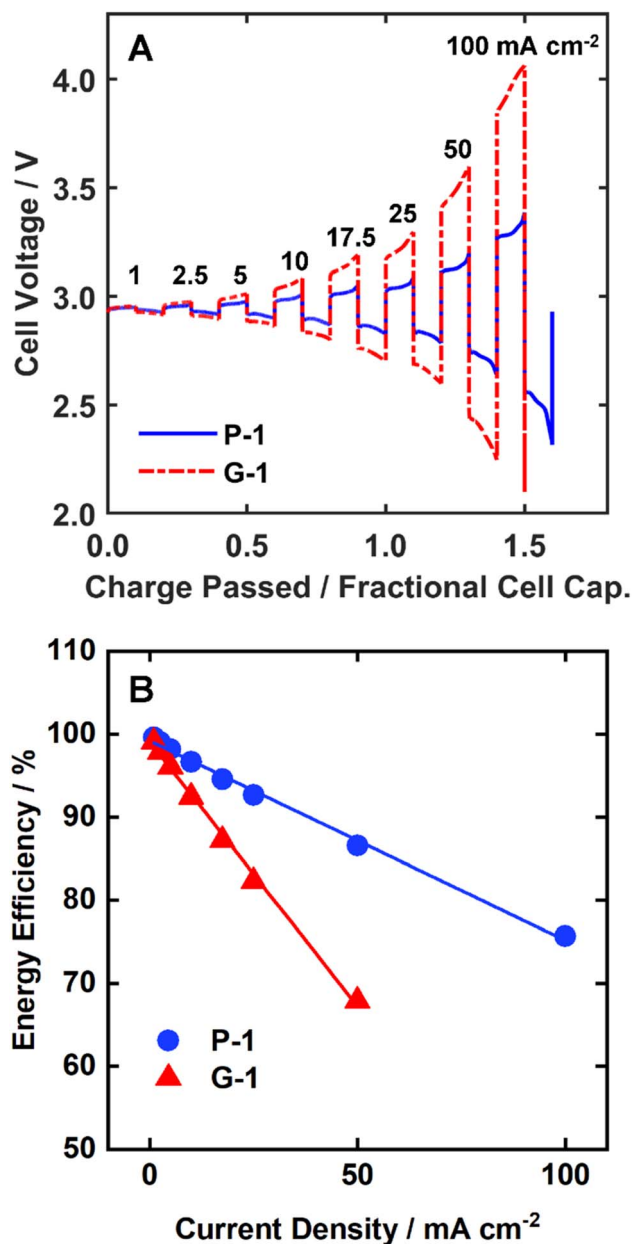 A
100 mA cm⁻²
4.0
50
3.5
25
17.5
10
5
2.5
1
3.0
Cell Voltage / V
2.5
P-1
G-1
2.0
0.0 0.5 1.0 1.5
Charge Passed / Fractional Cell Cap.
B
110
100
90
80
70
60
50
Energy Efficiency / %
P-1
G-1
0 50 100
Current Density / mA cm⁻²